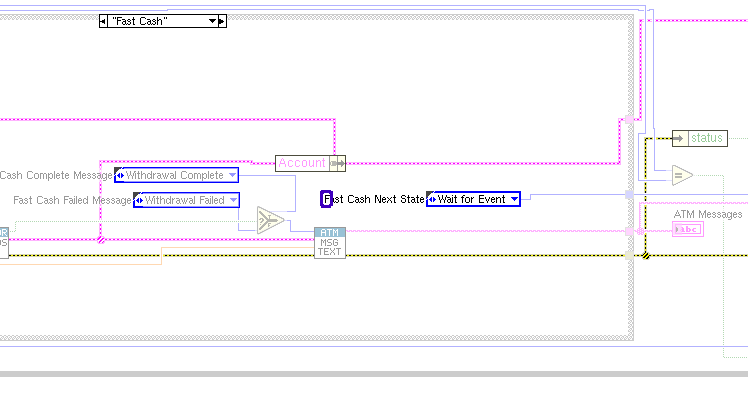 "Fast Cash"
Account
status
Cash Complete Message
Withdrawal Complete
Fast Cash Failed Message
Withdrawal Failed
Fast Cash Next State
Wait for Event
=
ATM Messages
abc
ATM
MSG
TEXT